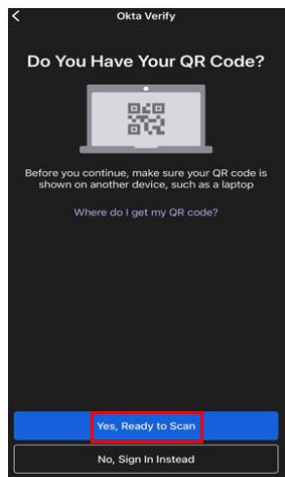 Okta Verify
Do You Have Your QR Code?
Before you continue, make sure your QR code is
shown on another device, such as a laptop
Where do I get my QR code?
Yes, Ready to Scan
No, Sign In Instead